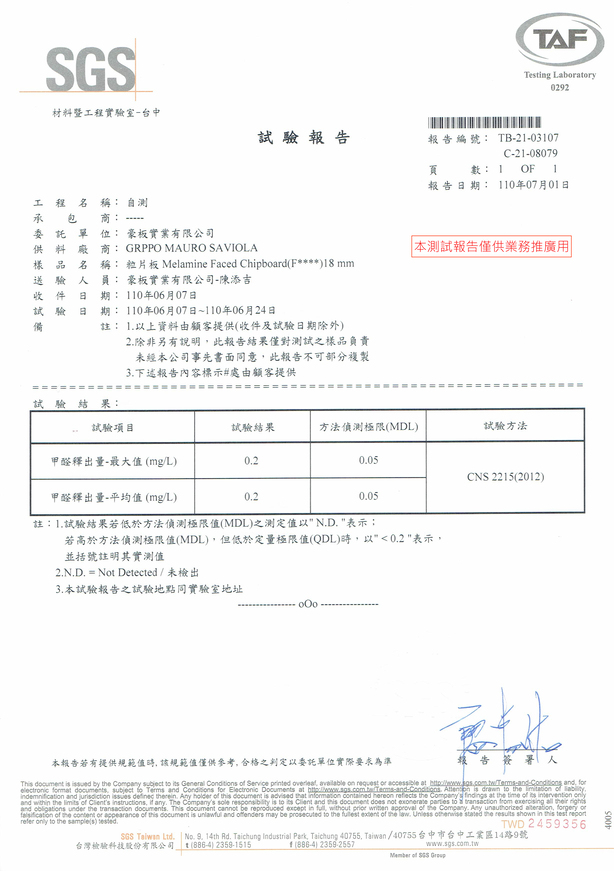 SGS
TAF
Testing Laboratory
0292
材料暨工程實驗室-台中
試驗報告
報告編號： TB-21-03107
C-21-08079
頁數： 1 OF 1
報告日期： 110年07月01日
工程名稱： 自測
承包商： -----
委託單位： 豪板實業有限公司
供料廠商： GRPPO MAURO SAVIOLA
本測試報告僅供業務推廣用
樣品名稱： 粒片板 Melamine Faced Chipboard(F****)18 mm
送驗人員： 豪板實業有限公司-陳添吉
收件日期： 110年06月07日
試驗日期： 110年06月07日~110年06月24日
備註： 1.以上資料由顧客提供(收件及試驗日期除外)
2.除非另有說明，此報告結果僅對測試之樣品負責
未經本公司事先書面同意，此報告不可部分複製
3.下述報告內容標示#處由顧客提供
試驗結果：
試驗項目 試驗結果 方法偵測極限(MDL) 試驗方法
甲醛釋出量-最大值 (mg/L) 0.2 0.05 CNS 2215(2012)
甲醛釋出量-平均值 (mg/L) 0.2 0.05
註：1.試驗結果若低於方法偵測極限值(MDL)之測定值以" N.D. "表示；
若高於方法偵測極限值(MDL)，但低於定量極限值(QDL)時，以" < 0.2 "表示，
並括號註明其實測值
2.N.D. = Not Detected / 未檢出
3.本試驗報告之試驗地點同實驗室地址
---------------- oOo ----------------
本報告若有提供規範值時,該規範值僅供參考,合格之判定以委託單位實際要求為準
報告簽署人
This document is issued by the Company subject to its General Conditions of Service printed overleaf, available on request or accessible at http://www.sgs.com.tw/Terms-and-Conditions and, for
electronic format documents, subject to Terms and Conditions for Electronic Documents at http://www.sgs.com.tw/Terms-and-Conditions. Attention is drawn to the limitation of liability,
indemnification and jurisdiction issues defined therein. Any holder of this document is advised that information contained hereon reflects the Company's findings at the time of its intervention only
and within the limits of Client's instructions, if any. The Company's sole responsibility is to its Client and this document does not exonerate parties to a transaction from exercising all their rights
and obligations under the transaction documents. This document cannot be reproduced except in full, without prior written approval of the Company. Any unauthorized alteration, forgery or
falsification of the content or appearance of this document is unlawful and offenders may be prosecuted to the fullest extent of the law. Unless otherwise stated the results shown in this test report
refer only to the sample(s) tested.
TWD 2459356
4005
SGS Taiwan Ltd. No. 9, 14th Rd, Taichung Industrial Park, Taichung 40755, Taiwan /40755台中市台中工業區14路9號
台灣檢驗科技股份有限公司 t (886-4) 2359-1515 f (886-4) 2359-2557 www.sgs.com.tw
Member of SGS Group